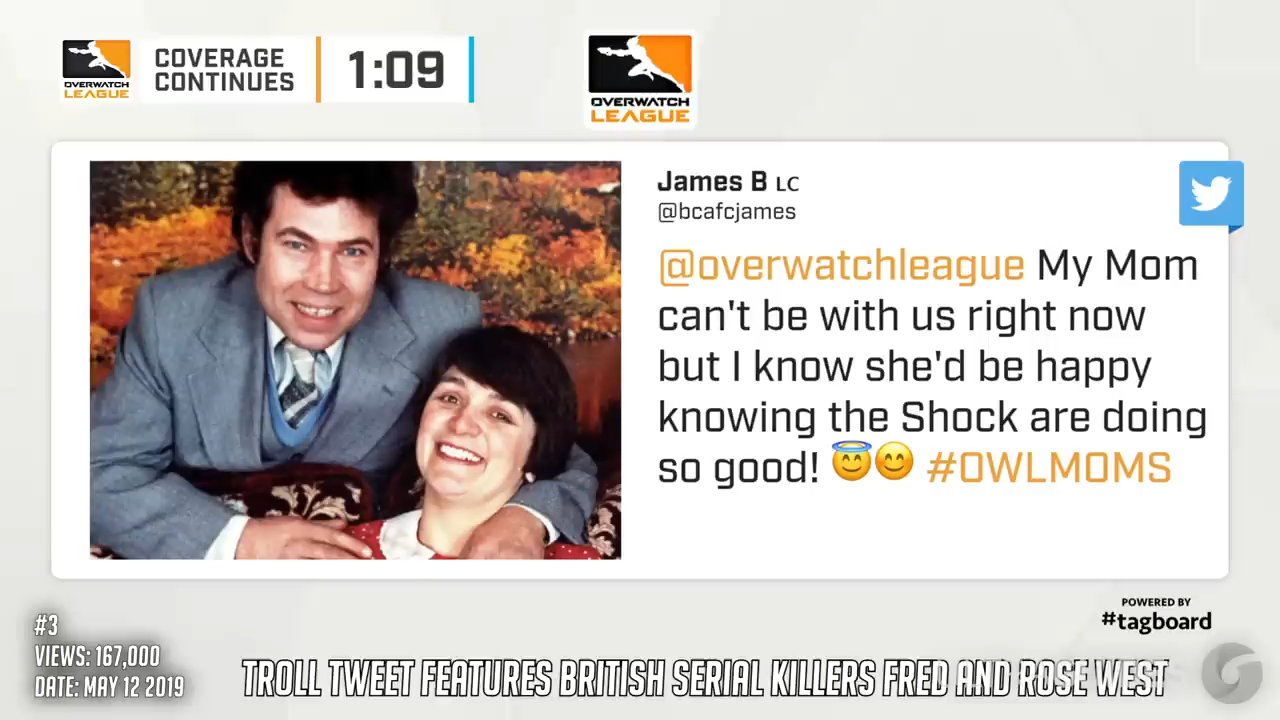 OVERWATCH
LEAGUE
COVERAGE
CONTINUES
1:09
OVERWATCH
LEAGUE
James B LC
@bcafcjames
@overwatchleague My Mom
can't be with us right now
but I know she'd be happy
knowing the Shock are doing
so good! 😇😊 #OWLMOMS
POWERED BY
#tagboard
#3
VIEWS: 167,000
DATE: MAY 12 2019
TROLL TWEET FEATURES BRITISH SERIAL KILLERS FRED AND ROSE WEST